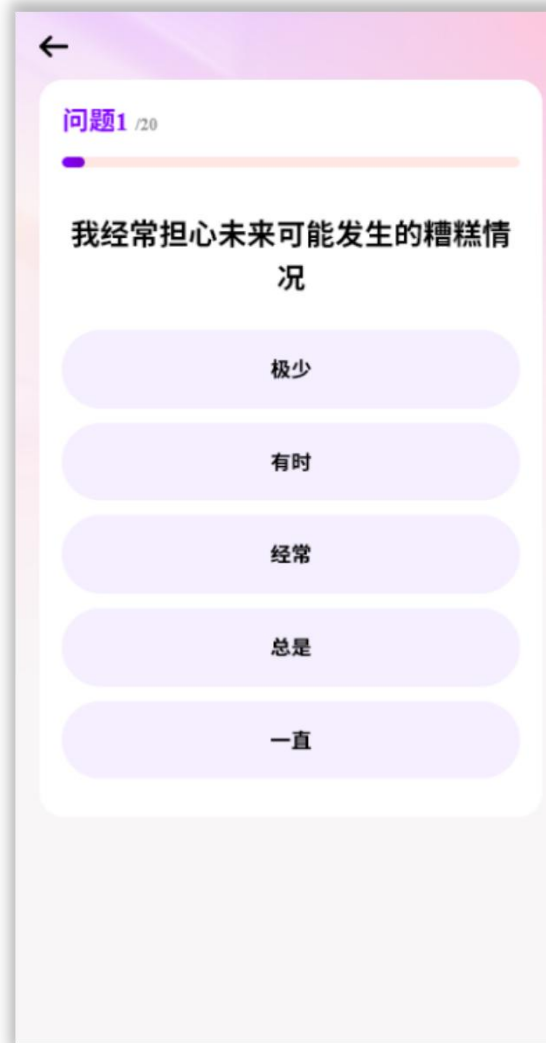 问题1 /20
我经常担心未来可能发生的糟糕情
况
极少
有时
经常
总是
一直